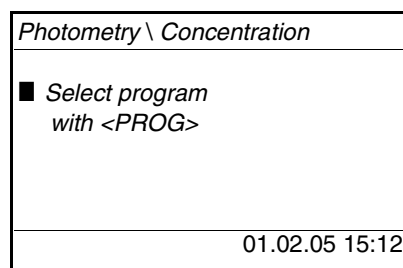 Photometry \ Concentration
Select program
with <PROG>
01.02.05 15:12